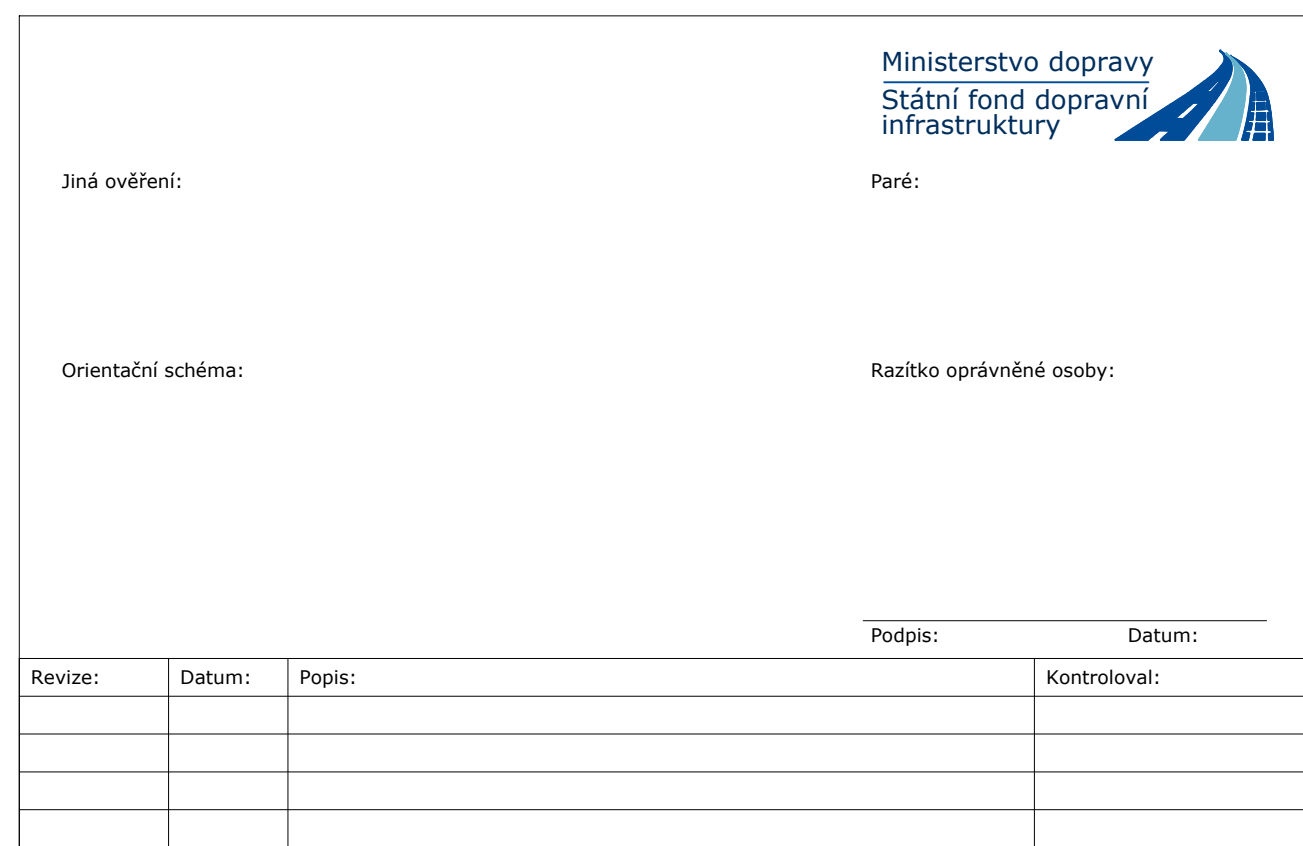 Ministerstvo dopravy
Státní fond dopravní
infrastruktury
Jiná ověření:
Paré:
Orientační schéma:
Razítko oprávněné osoby:
Podpis:
Datum:
Revize:
Datum:
Popis:
Kontroloval: